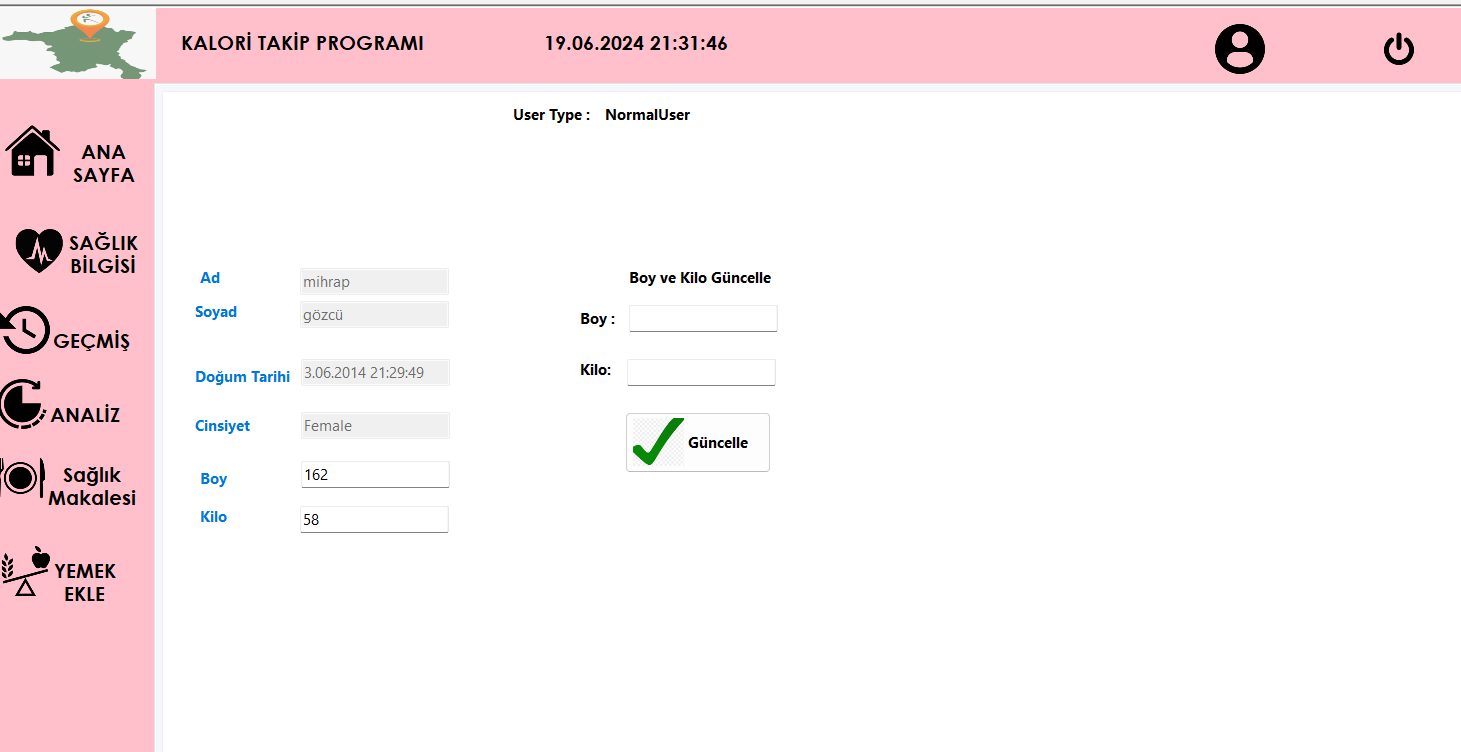 KALORİ TAKİP PROGRAMI
19.06.2024 21:31:46
ANA
SAYFA
SAĞLIK
BİLGİSİ
GEÇMİŞ
ANALİZ
Sağlık
Makalesi
YEMEK
EKLE
User Type : NormalUser
Ad mihrap
Soyad gözcü
Doğum Tarihi 3.06.2014 21:29:49
Cinsiyet Female
Boy 162
Kilo 58
Boy ve Kilo Güncelle
Boy :
Kilo:
Güncelle